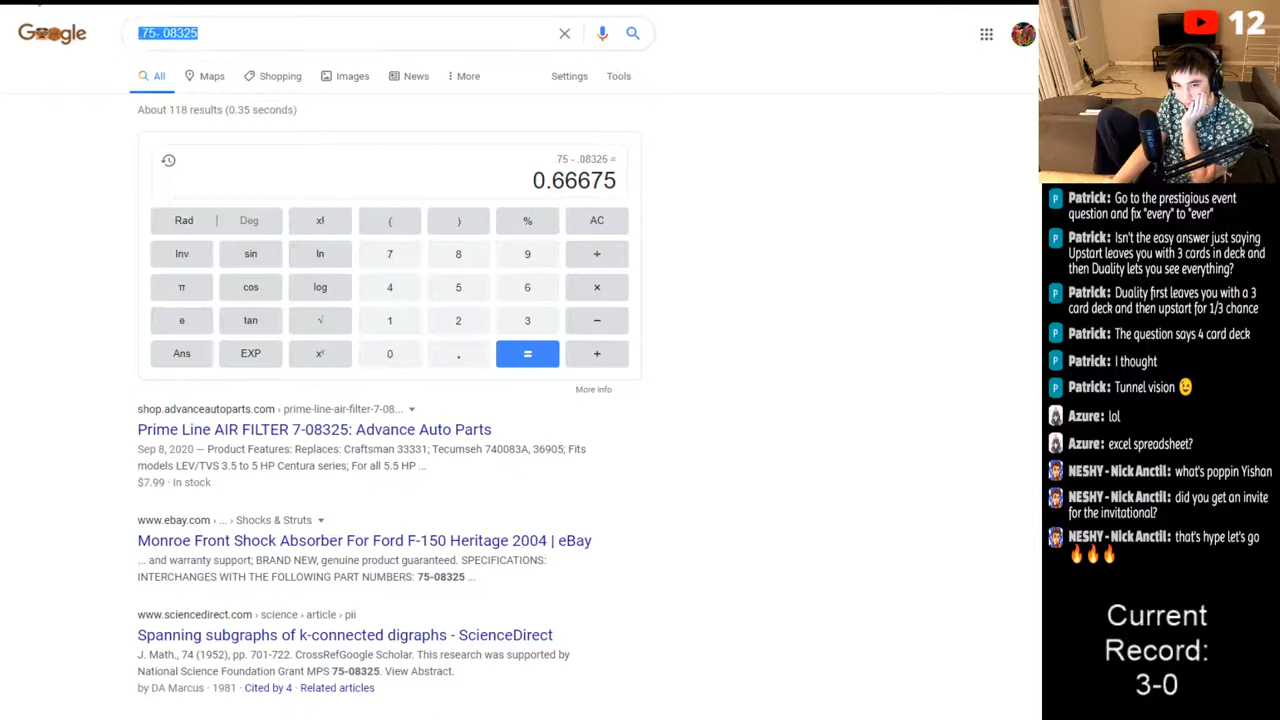 Google
.75-.08325
All
Maps
Shopping
Images
News
More
Settings
Tools
About 118 results (0.35 seconds)
.75 - .08325 =
0.66675
Rad | Deg x! ( ) % AC
Inv sin ln 7 8 9 ÷
π cos log 4 5 6 ×
e tan √ 1 2 3 −
Ans EXP xʸ 0 . = +
More info
shop.advanceautoparts.com › prime-line-air-filter-7-08...
Prime Line AIR FILTER 7-08325: Advance Auto Parts
Sep 8, 2020 — Product Features: Replaces: Craftsman 33331; Tecumseh 740083A, 36905; Fits
models LEV/TVS 3.5 to 5 HP Centura series; For all 5.5 HP ...
$7.99 · In stock
www.ebay.com › ... › Shocks & Struts
Monroe Front Shock Absorber For Ford F-150 Heritage 2004 | eBay
... and warranty support; BRAND NEW, genuine product guaranteed. SPECIFICATIONS:
INTERCHANGES WITH THE FOLLOWING PART NUMBERS: 75-08325 ...
www.sciencedirect.com › science › article › pii
Spanning subgraphs of k-connected digraphs - ScienceDirect
J. Math., 74 (1952), pp. 701-722. CrossRefGoogle Scholar. This research was supported by
National Science Foundation Grant MPS 75-08325. View Abstract.
by DA Marcus · 1981 · Cited by 4 · Related articles
12
P Patrick: Go to the prestigious event
question and fix "every" to "ever"
P Patrick: Isn't the easy answer just saying
Upstart leaves you with 3 cards in deck and
then Duality lets you see everything?
P Patrick: Duality first leaves you with a 3
card deck and then upstart for 1/3 chance
P Patrick: The question says 4 card deck
P Patrick: I thought
P Patrick: Tunnel vision 😉
Azure: lol
Azure: excel spreadsheet?
NESHY - Nick Anctil: what's poppin Yishan
NESHY - Nick Anctil: did you get an invite
for the invitational?
NESHY - Nick Anctil: that's hype let's go
🔥🔥🔥
Current
Record:
3-0